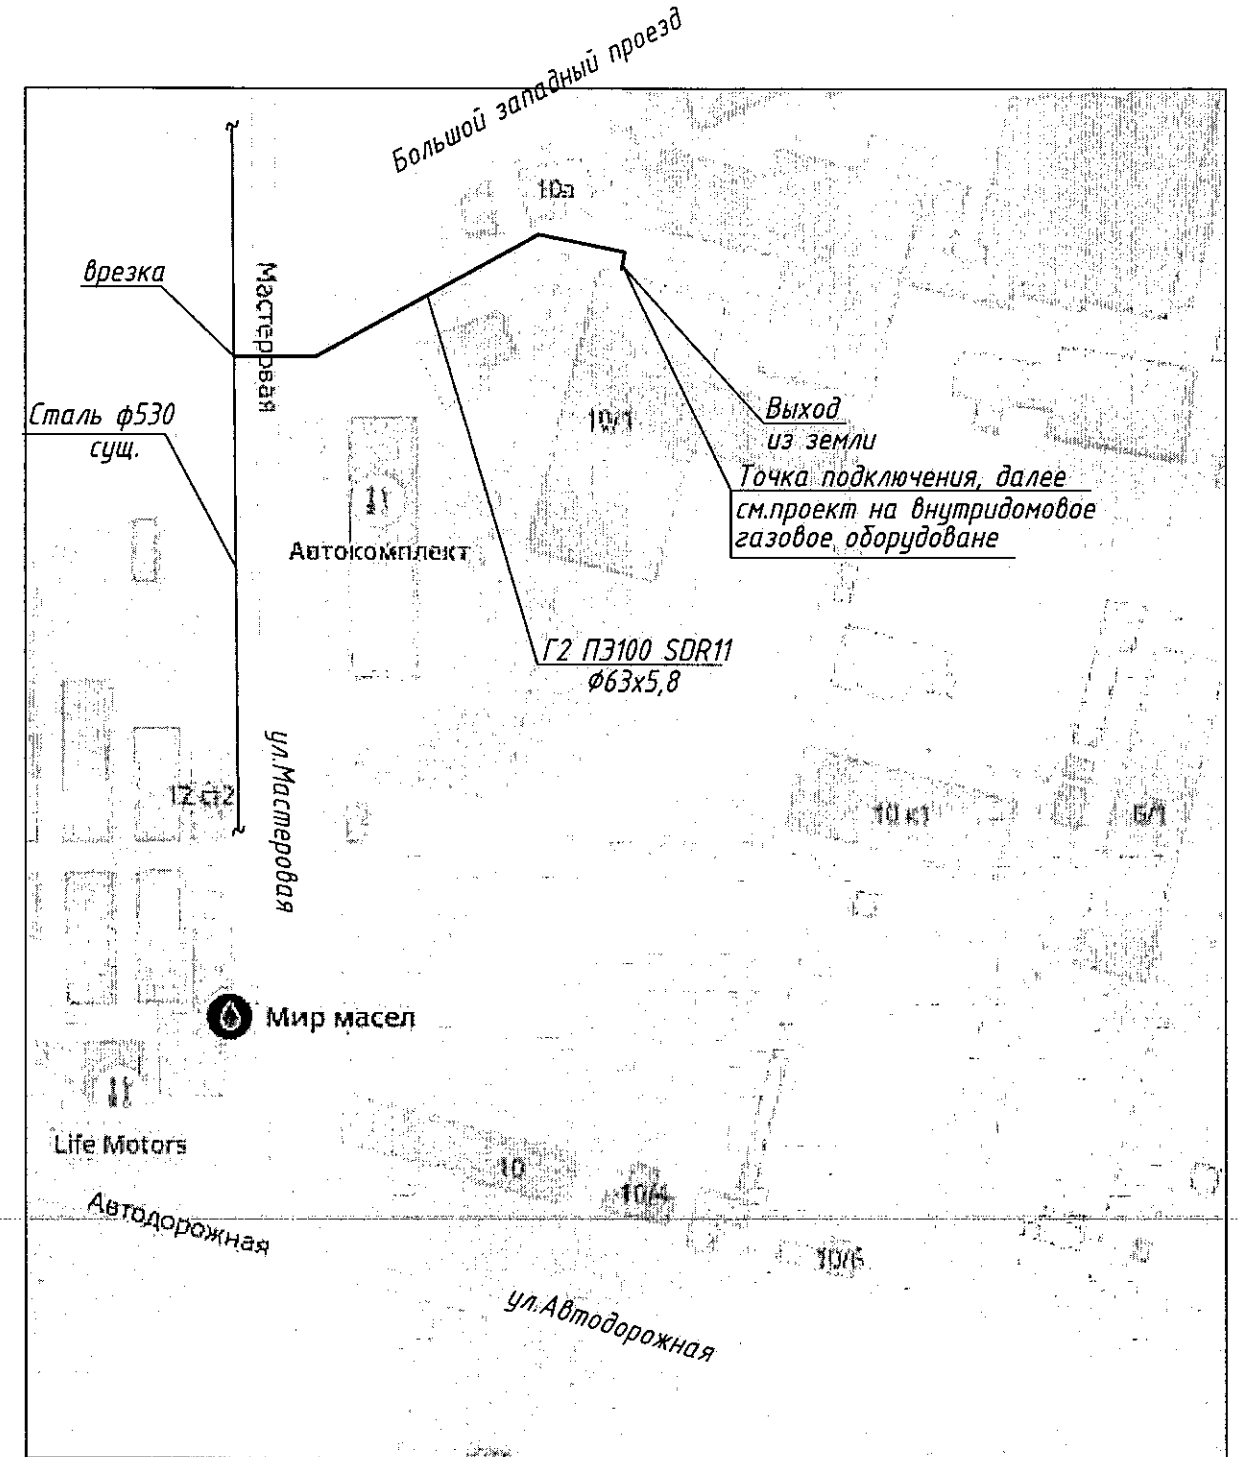 Большой западный проезд
10а
врезка
Мастеровая
Сталь ф530
сущ.
10/1
Выход
из земли
Точка подключения, далее
см.проект на внутридомовое
газовое оборудоване
Автокомплект
Г2 ПЭ100 SDR11
ф63х5,8
ул.Мастеровая
12 ст2
10 к1
6/1
Мир масел
Life Motors
10
10/4
Автодорожная
10/6
ул.Автодорожная